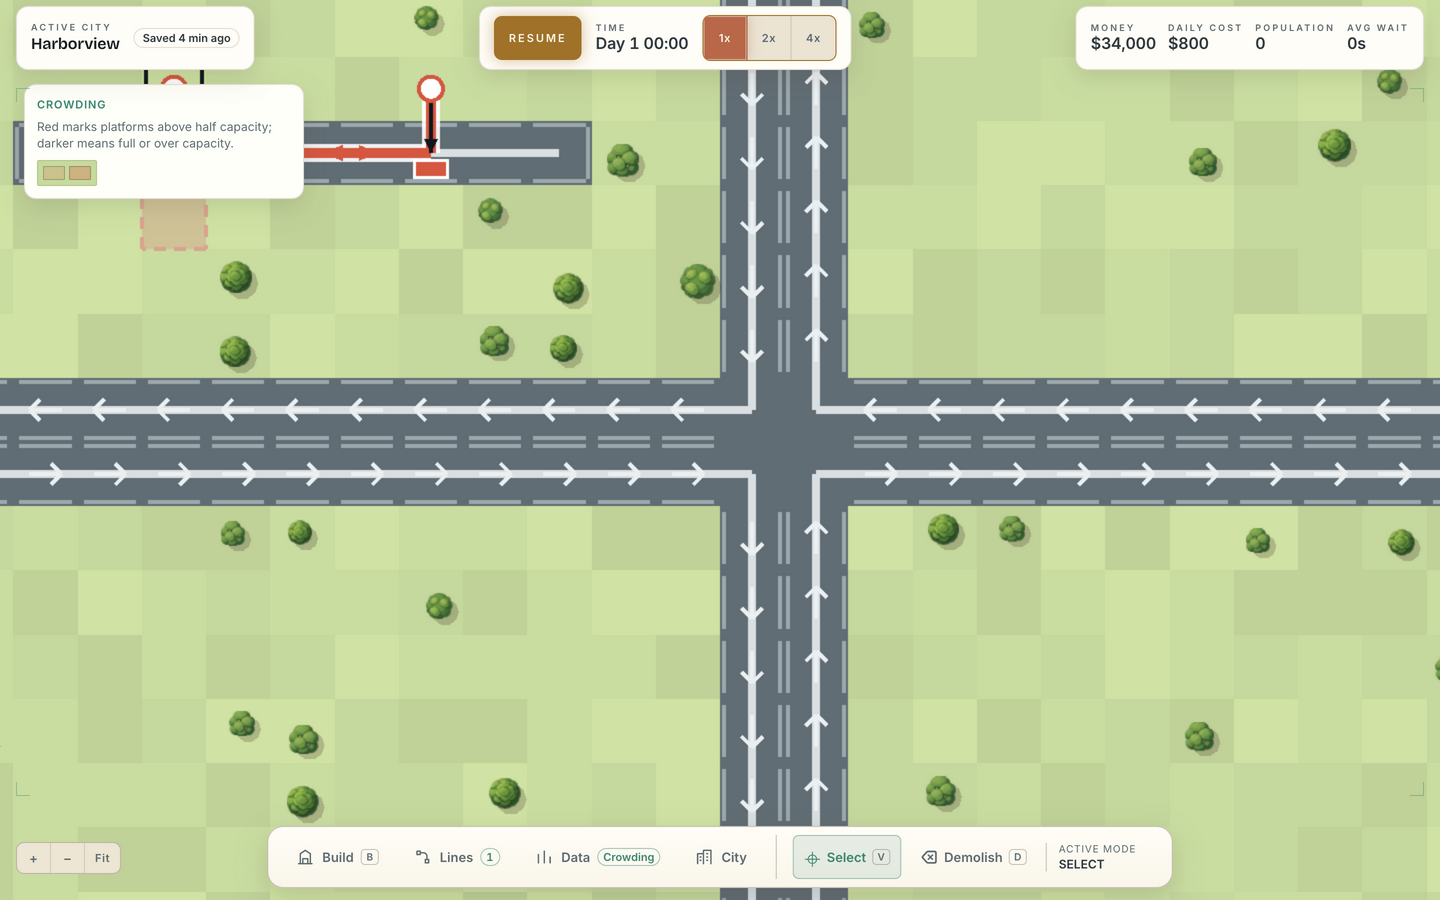 ACTIVE CITY
Harborview
Saved 4 min ago
RESUME
TIME
Day 1 00:00
1x
2x
4x
MONEY
$34,000
DAILY COST
$800
POPULATION
0
AVG WAIT
0s
CROWDING
Red marks platforms above half capacity;
darker means full or over capacity.
+
−
Fit
Build B
Lines 1
Data Crowding
City
Select V
Demolish D
ACTIVE MODE
SELECT